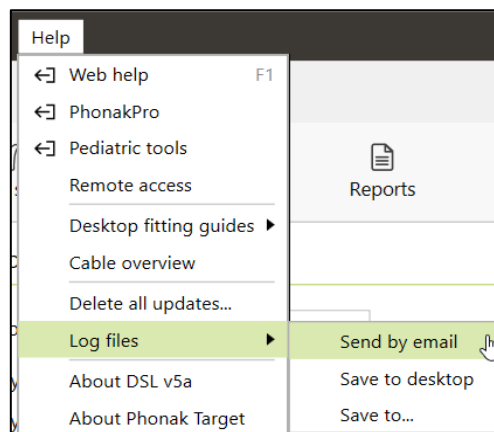 Help
Web help F1
PhonakPro
Pediatric tools
Remote access
Reports
Desktop fitting guides
Cable overview
Delete all updates...
Log files
Send by email
About DSL v5a
Save to desktop
About Phonak Target
Save to...